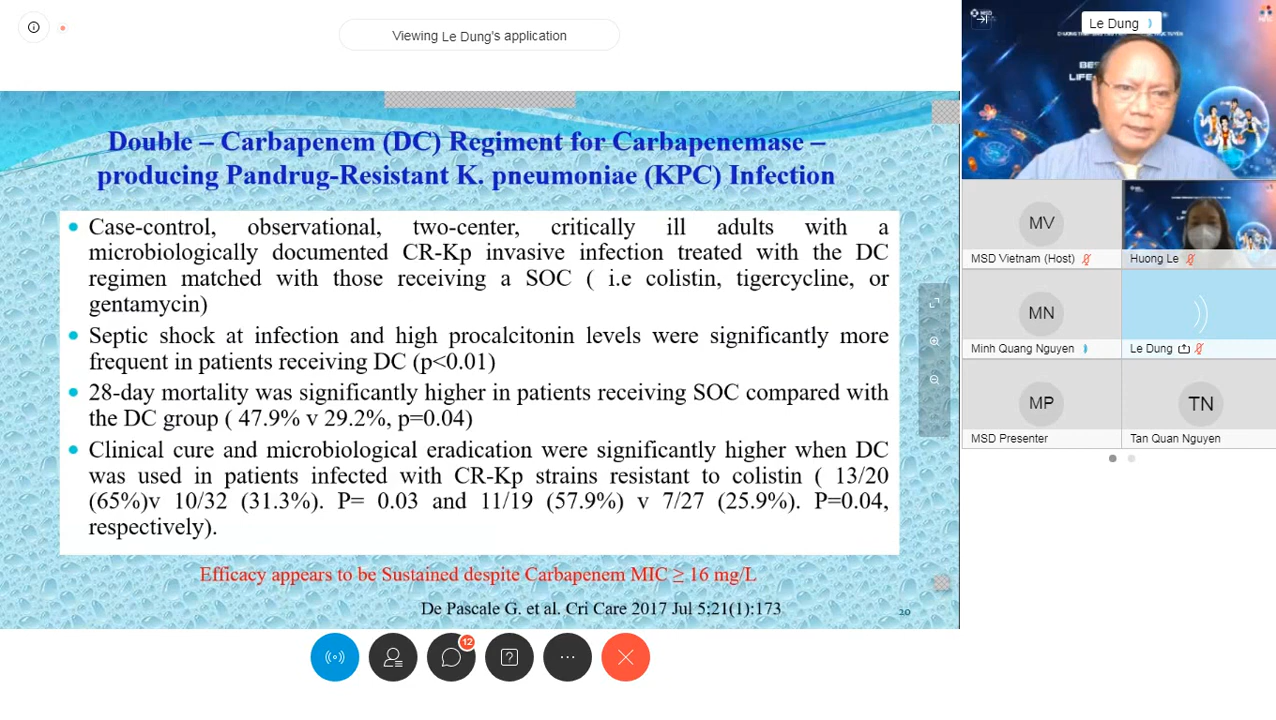 Viewing Le Dung's application
Le Dung
MSD
Double – Carbapenem (DC) Regiment for Carbapenemase –
producing Pandrug-Resistant K. pneumoniae (KPC) Infection
Case-control, observational, two-center, critically ill adults with a
microbiologically documented CR-Kp invasive infection treated with the DC
regimen matched with those receiving a SOC ( i.e colistin, tigercycline, or
gentamycin)
Septic shock at infection and high procalcitonin levels were significantly more
frequent in patients receiving DC (p<0.01)
28-day mortality was significantly higher in patients receiving SOC compared with
the DC group ( 47.9% v 29.2%, p=0.04)
Clinical cure and microbiological eradication were significantly higher when DC
was used in patients infected with CR-Kp strains resistant to colistin ( 13/20
(65%)v 10/32 (31.3%). P= 0.03 and 11/19 (57.9%) v 7/27 (25.9%). P=0.04,
respectively).
Efficacy appears to be Sustained despite Carbapenem MIC ≥ 16 mg/L
De Pascale G. et al. Cri Care 2017 Jul 5;21(1):173
20
MV
MSD Vietnam (Host)
Huong Le
MN
Minh Quang Nguyen
Le Dung
MP
MSD Presenter
TN
Tan Quan Nguyen
12